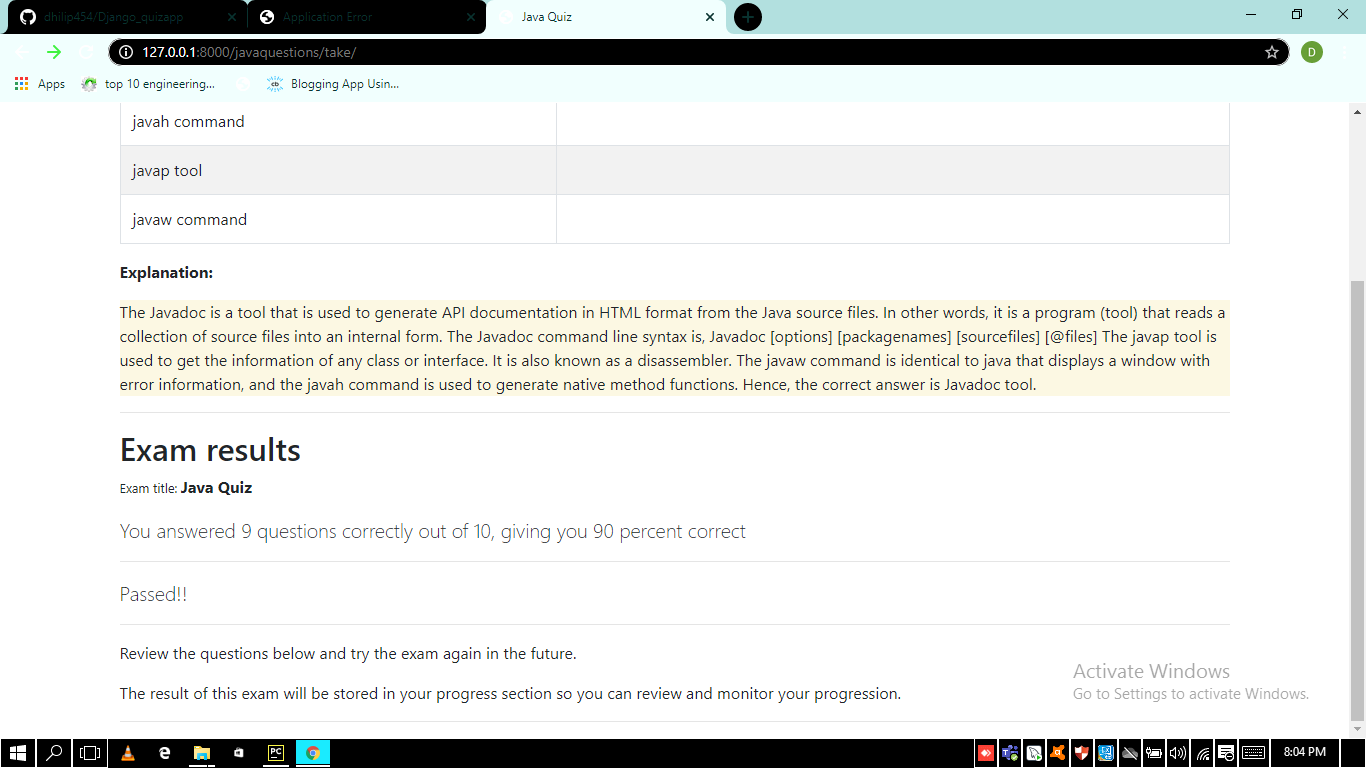 dhilip454/Django_quizapp
Application Error
Java Quiz
127.0.0.1:8000/javaquestions/take/
D
Apps
top 10 engineering...
Blogging App Usin...
javah command
javap tool
javaw command
Explanation:
The Javadoc is a tool that is used to generate API documentation in HTML format from the Java source files. In other words, it is a program (tool) that reads a
collection of source files into an internal form. The Javadoc command line syntax is, Javadoc [options] [packagenames] [sourcefiles] [@files] The javap tool is
used to get the information of any class or interface. It is also known as a disassembler. The javaw command is identical to java that displays a window with
error information, and the javah command is used to generate native method functions. Hence, the correct answer is Javadoc tool.
Exam results
Exam title: Java Quiz
You answered 9 questions correctly out of 10, giving you 90 percent correct
Passed!!
Review the questions below and try the exam again in the future.
The result of this exam will be stored in your progress section so you can review and monitor your progression.
Activate Windows
Go to Settings to activate Windows.
PC
8:04 PM